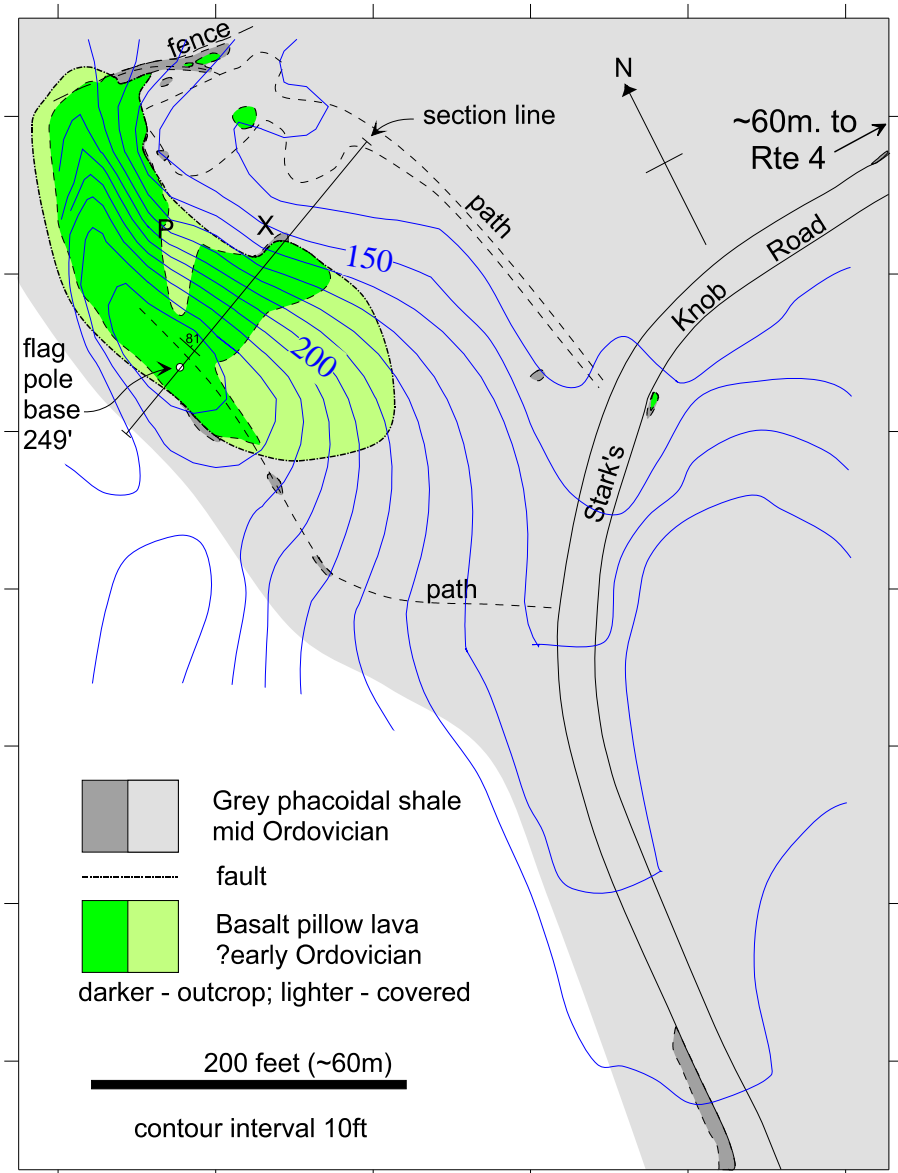 fence
N
section line
~60m. to
Rte 4
path
Road
P
X
150
Knob
81
200
flag
pole
base
249'
Stark's
path
Grey phacoidal shale
mid Ordovician
fault
Basalt pillow lava
?early Ordovician
darker - outcrop; lighter - covered
200 feet (~60m)
contour interval 10ft